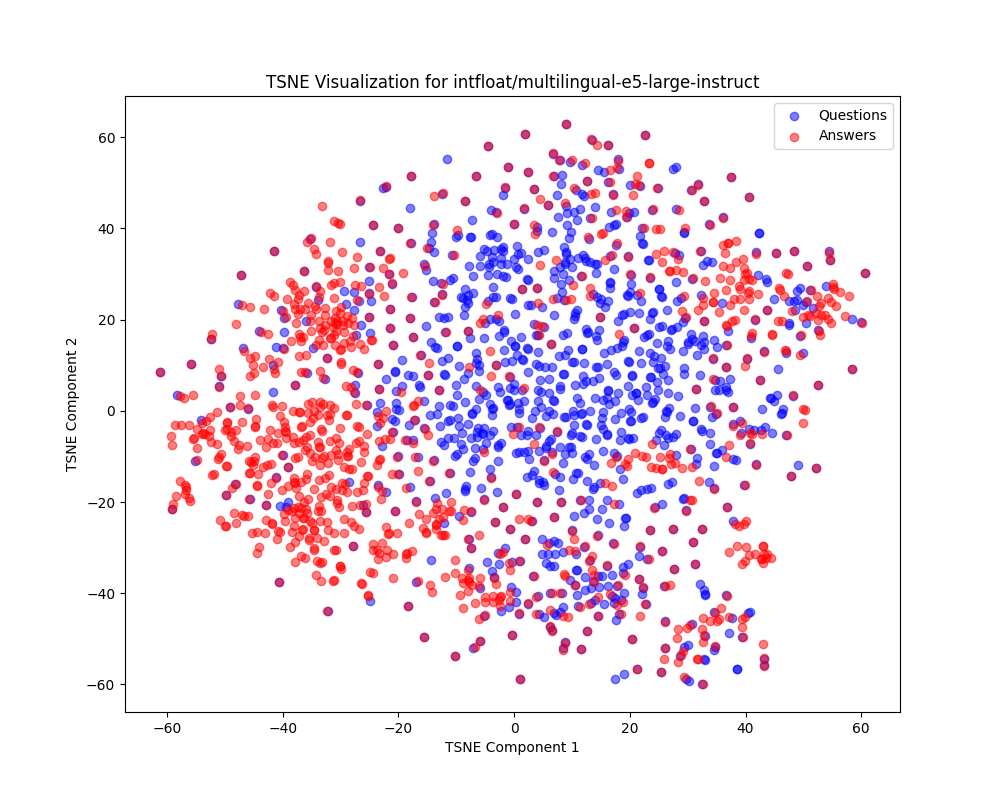 TSNE Visualization for intfloat/multilingual-e5-large-instruct
Questions
Answers
60
40
20
0
−20
−40
−60
TSNE Component 2
−60
−40
−20
0
20
40
60
TSNE Component 1